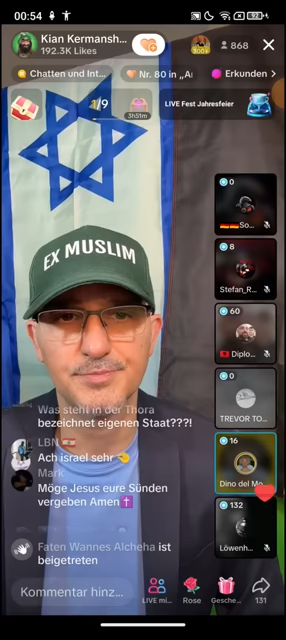 00:54
92
Kian Kermansh...
192.3K Likes
800+
868
Chatten und Int...
Nr. 80 in „A
Erkunden >
/9
3h51m
LIVE Fest Jahresfeier
EX MUSLIM
0
So...
8
Stefan_R...
60
Diplo...
0
TREVOR TO...
16
Dino del Mo...
132
Löwenh...
Was steht in der Thora
bezeichnet eigenen Staat???!
LBN 🇱🇧
Ach israel sehr
Mark
Möge Jesus eure Sünden
vergeben Amen✝️
Faten Wannes Alcheha ist
beigetreten
Kommentar hinz...
LIVE mi...
Rose
Gesche...
131